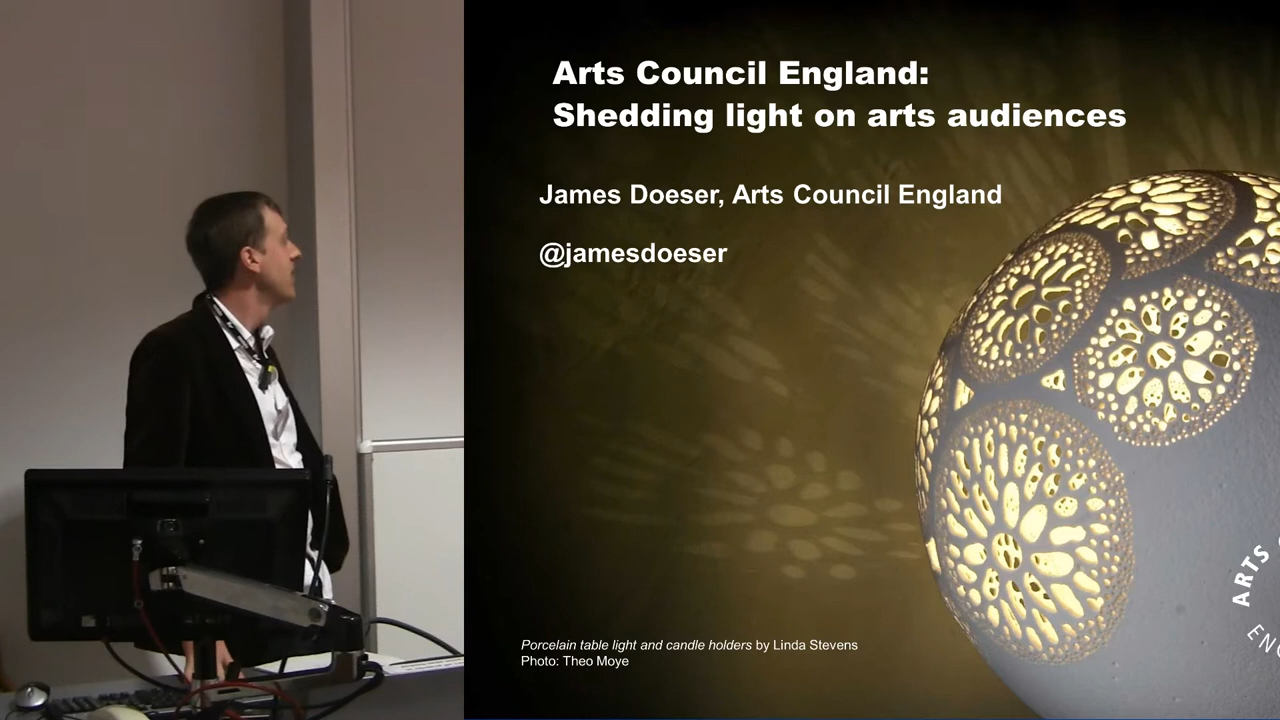 Arts Council England:
Shedding light on arts audiences
James Doeser, Arts Council England
@jamesdoeser
Porcelain table light and candle holders by Linda Stevens
Photo: Theo Moye
ARTS